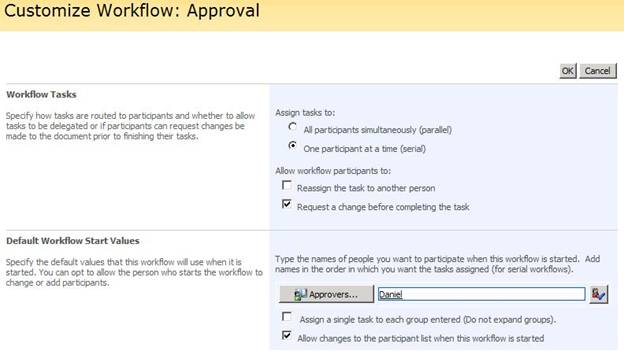 Customize Workflow: Approval
OK Cancel
Workflow Tasks
Specify how tasks are routed to participants and whether to allow
tasks to be delegated or if participants can request changes be
made to the document prior to finishing their tasks.
Assign tasks to:
All participants simultaneously (parallel)
One participant at a time (serial)
Allow workflow participants to:
Reassign the task to another person
Request a change before completing the task
Default Workflow Start Values
Specify the default values that this workflow will use when it is
started. You can opt to allow the person who starts the workflow to
change or add participants.
Type the names of people you want to participate when this workflow is started. Add
names in the order in which you want the tasks assigned (for serial workflows).
Approvers... Daniel
Assign a single task to each group entered (Do not expand groups).
Allow changes to the participant list when this workflow is started